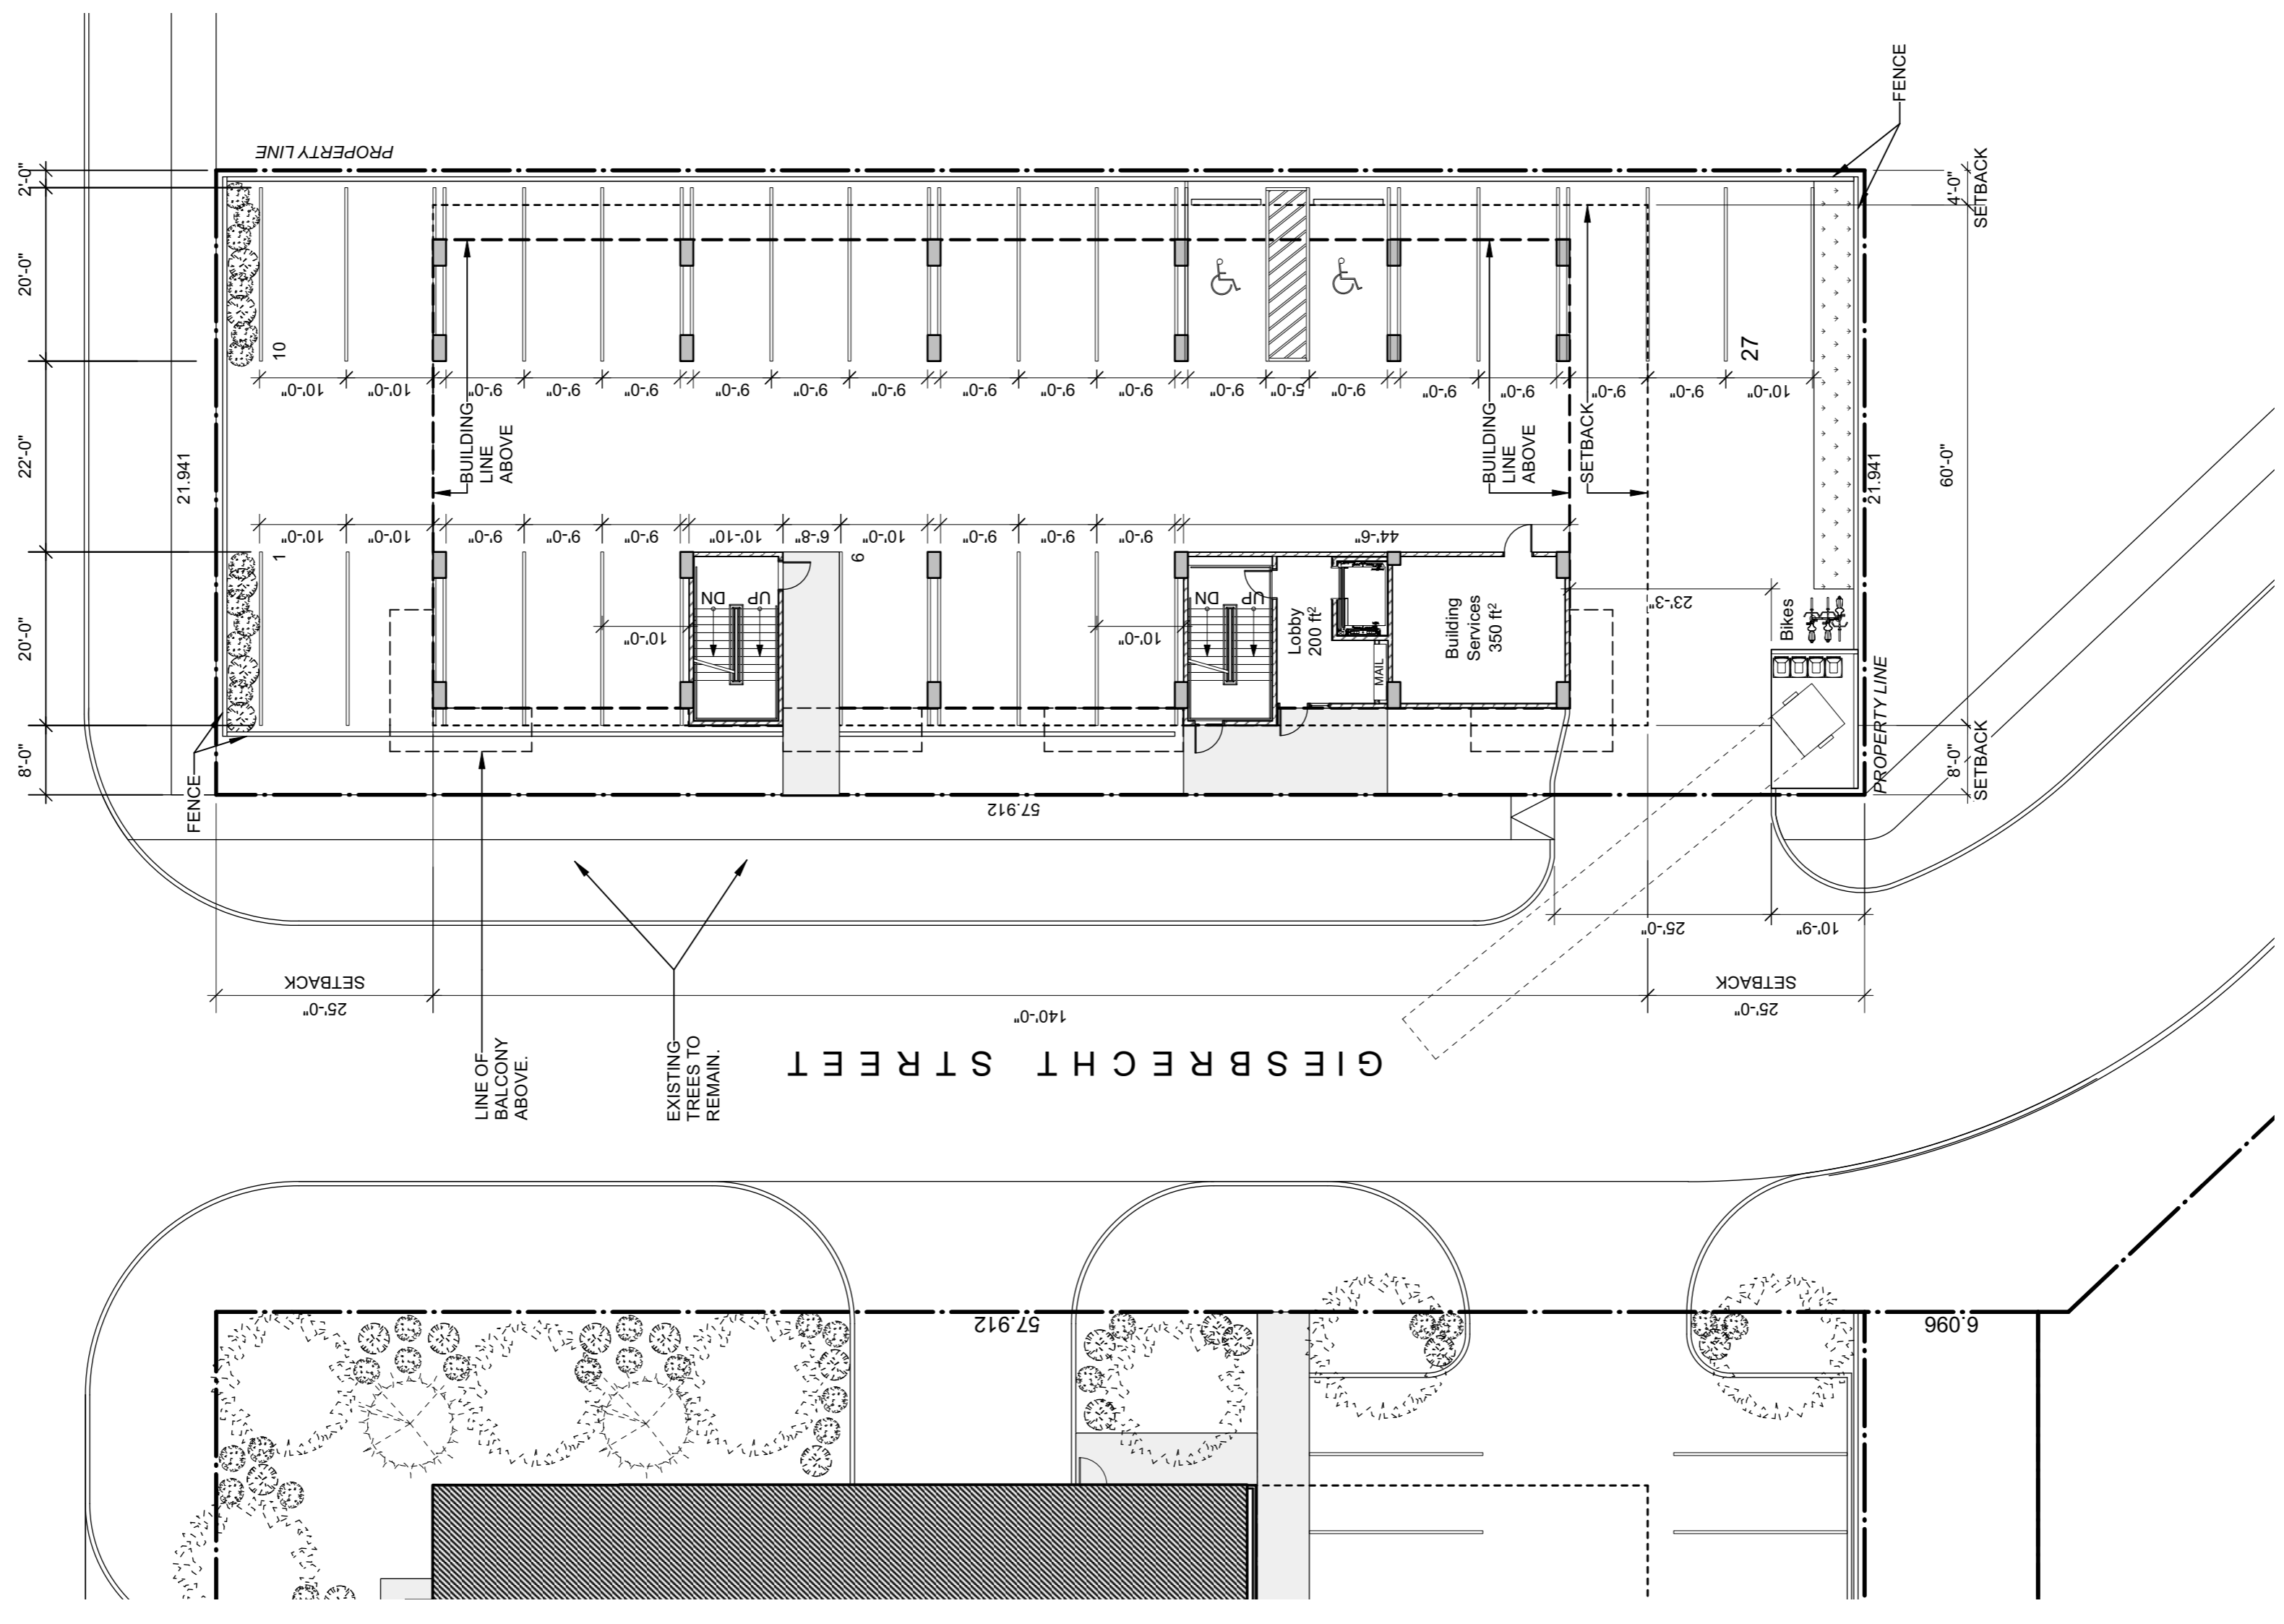 FENCE
PROPERTY LINE
2'-0"
20'-0"
22'-0"
20'-0"
8'-0"
4'-0"
SETBACK
60'-0"
8'-0"
SETBACK
21.941
21.941
10
27
10'-0"
10'-0"
9'-0"
9'-0"
9'-0"
9'-0"
9'-0"
9'-0"
9'-0"
9'-0"
9'-0"
9'-0"
5'-0"
9'-0"
9'-0"
9'-0"
9'-0"
9'-0"
10'-0"
BUILDING
LINE
ABOVE
BUILDING
LINE
ABOVE
SETBACK
10'-0"
10'-0"
9'-0"
9'-0"
9'-0"
10'-10"
6'-8"
10'-0"
9'-0"
9'-0"
9'-0"
44'-6"
1
6
DN
UP
DN
UP
10'-0"
10'-0"
Lobby
200 ft²
MAIL
Building
Services
350 ft²
23'-3"
Bikes
PROPERTY LINE
FENCE
57.912
25'-0"
10'-9"
SETBACK
25'-0"
140'-0"
SETBACK
25'-0"
LINE OF
BALCONY
ABOVE.
EXISTING
TREES TO
REMAIN.
GIESBRECHT STREET
57.912
6.096